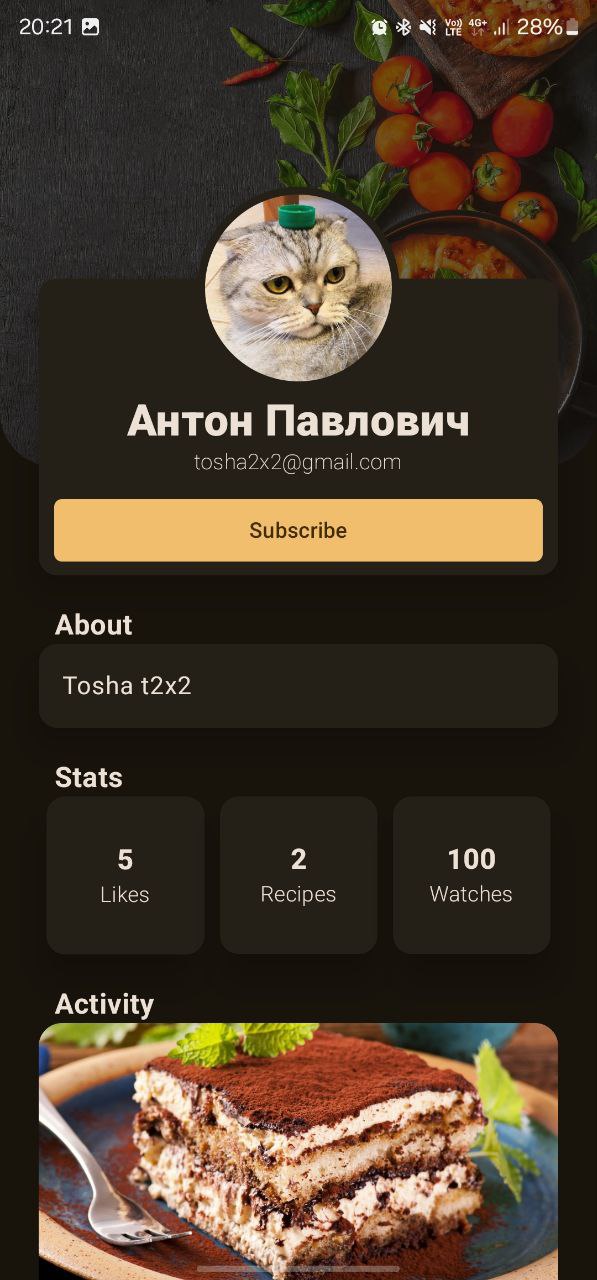 20:21
Vo)) LTE 4G+ 28%
Антон Павлович
tosha2x2@gmail.com
Subscribe
About
Tosha t2x2
Stats
5 2 100
Likes Recipes Watches
Activity